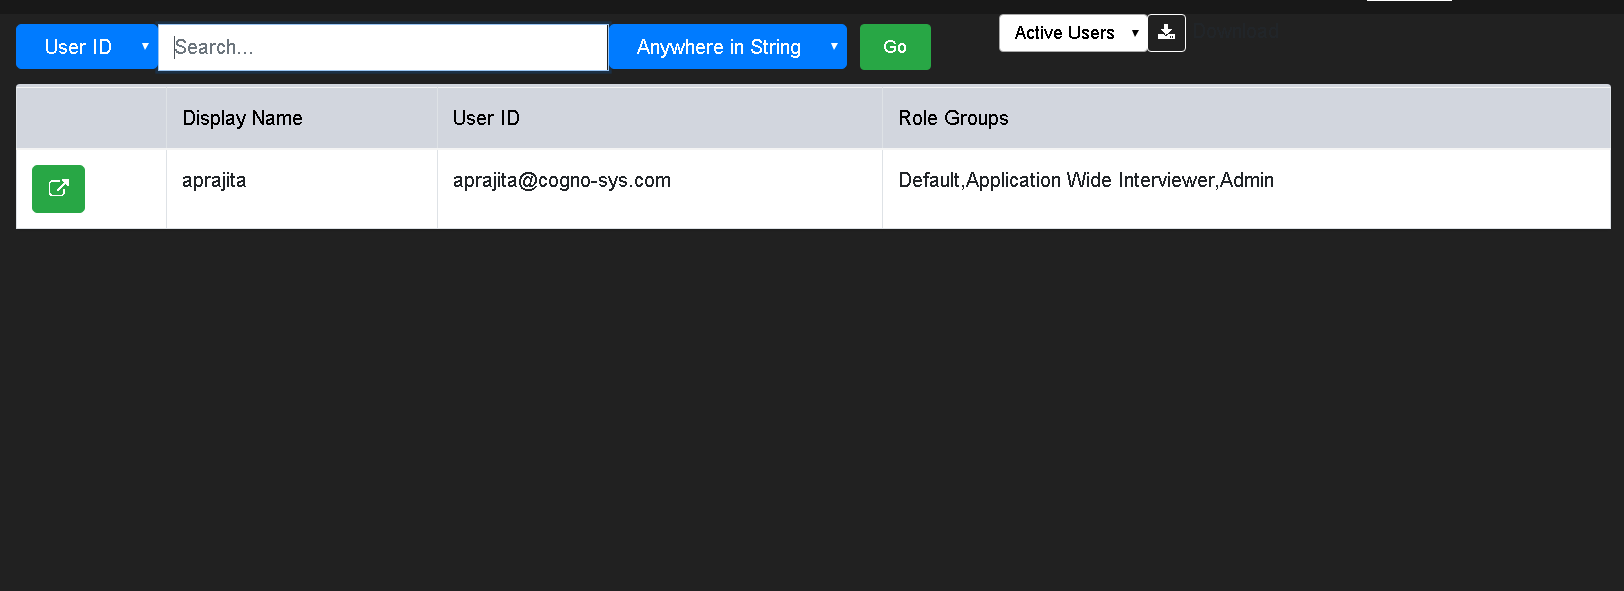 User ID Search... Anywhere in String Go Active Users Download
Display Name User ID Role Groups
aprajita aprajita@cogno-sys.com Default,Application Wide Interviewer,Admin